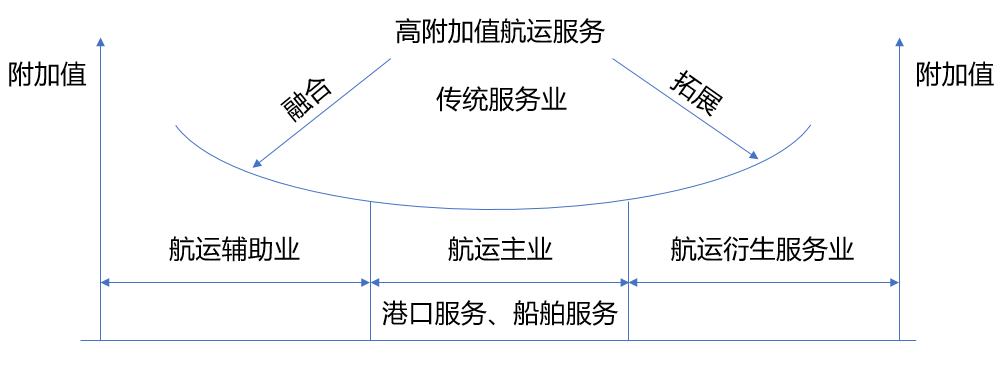 高附加值航运服务
附加值
附加值
融合
传统服务业
拓展
航运辅助业
航运主业
航运衍生服务业
港口服务、船舶服务